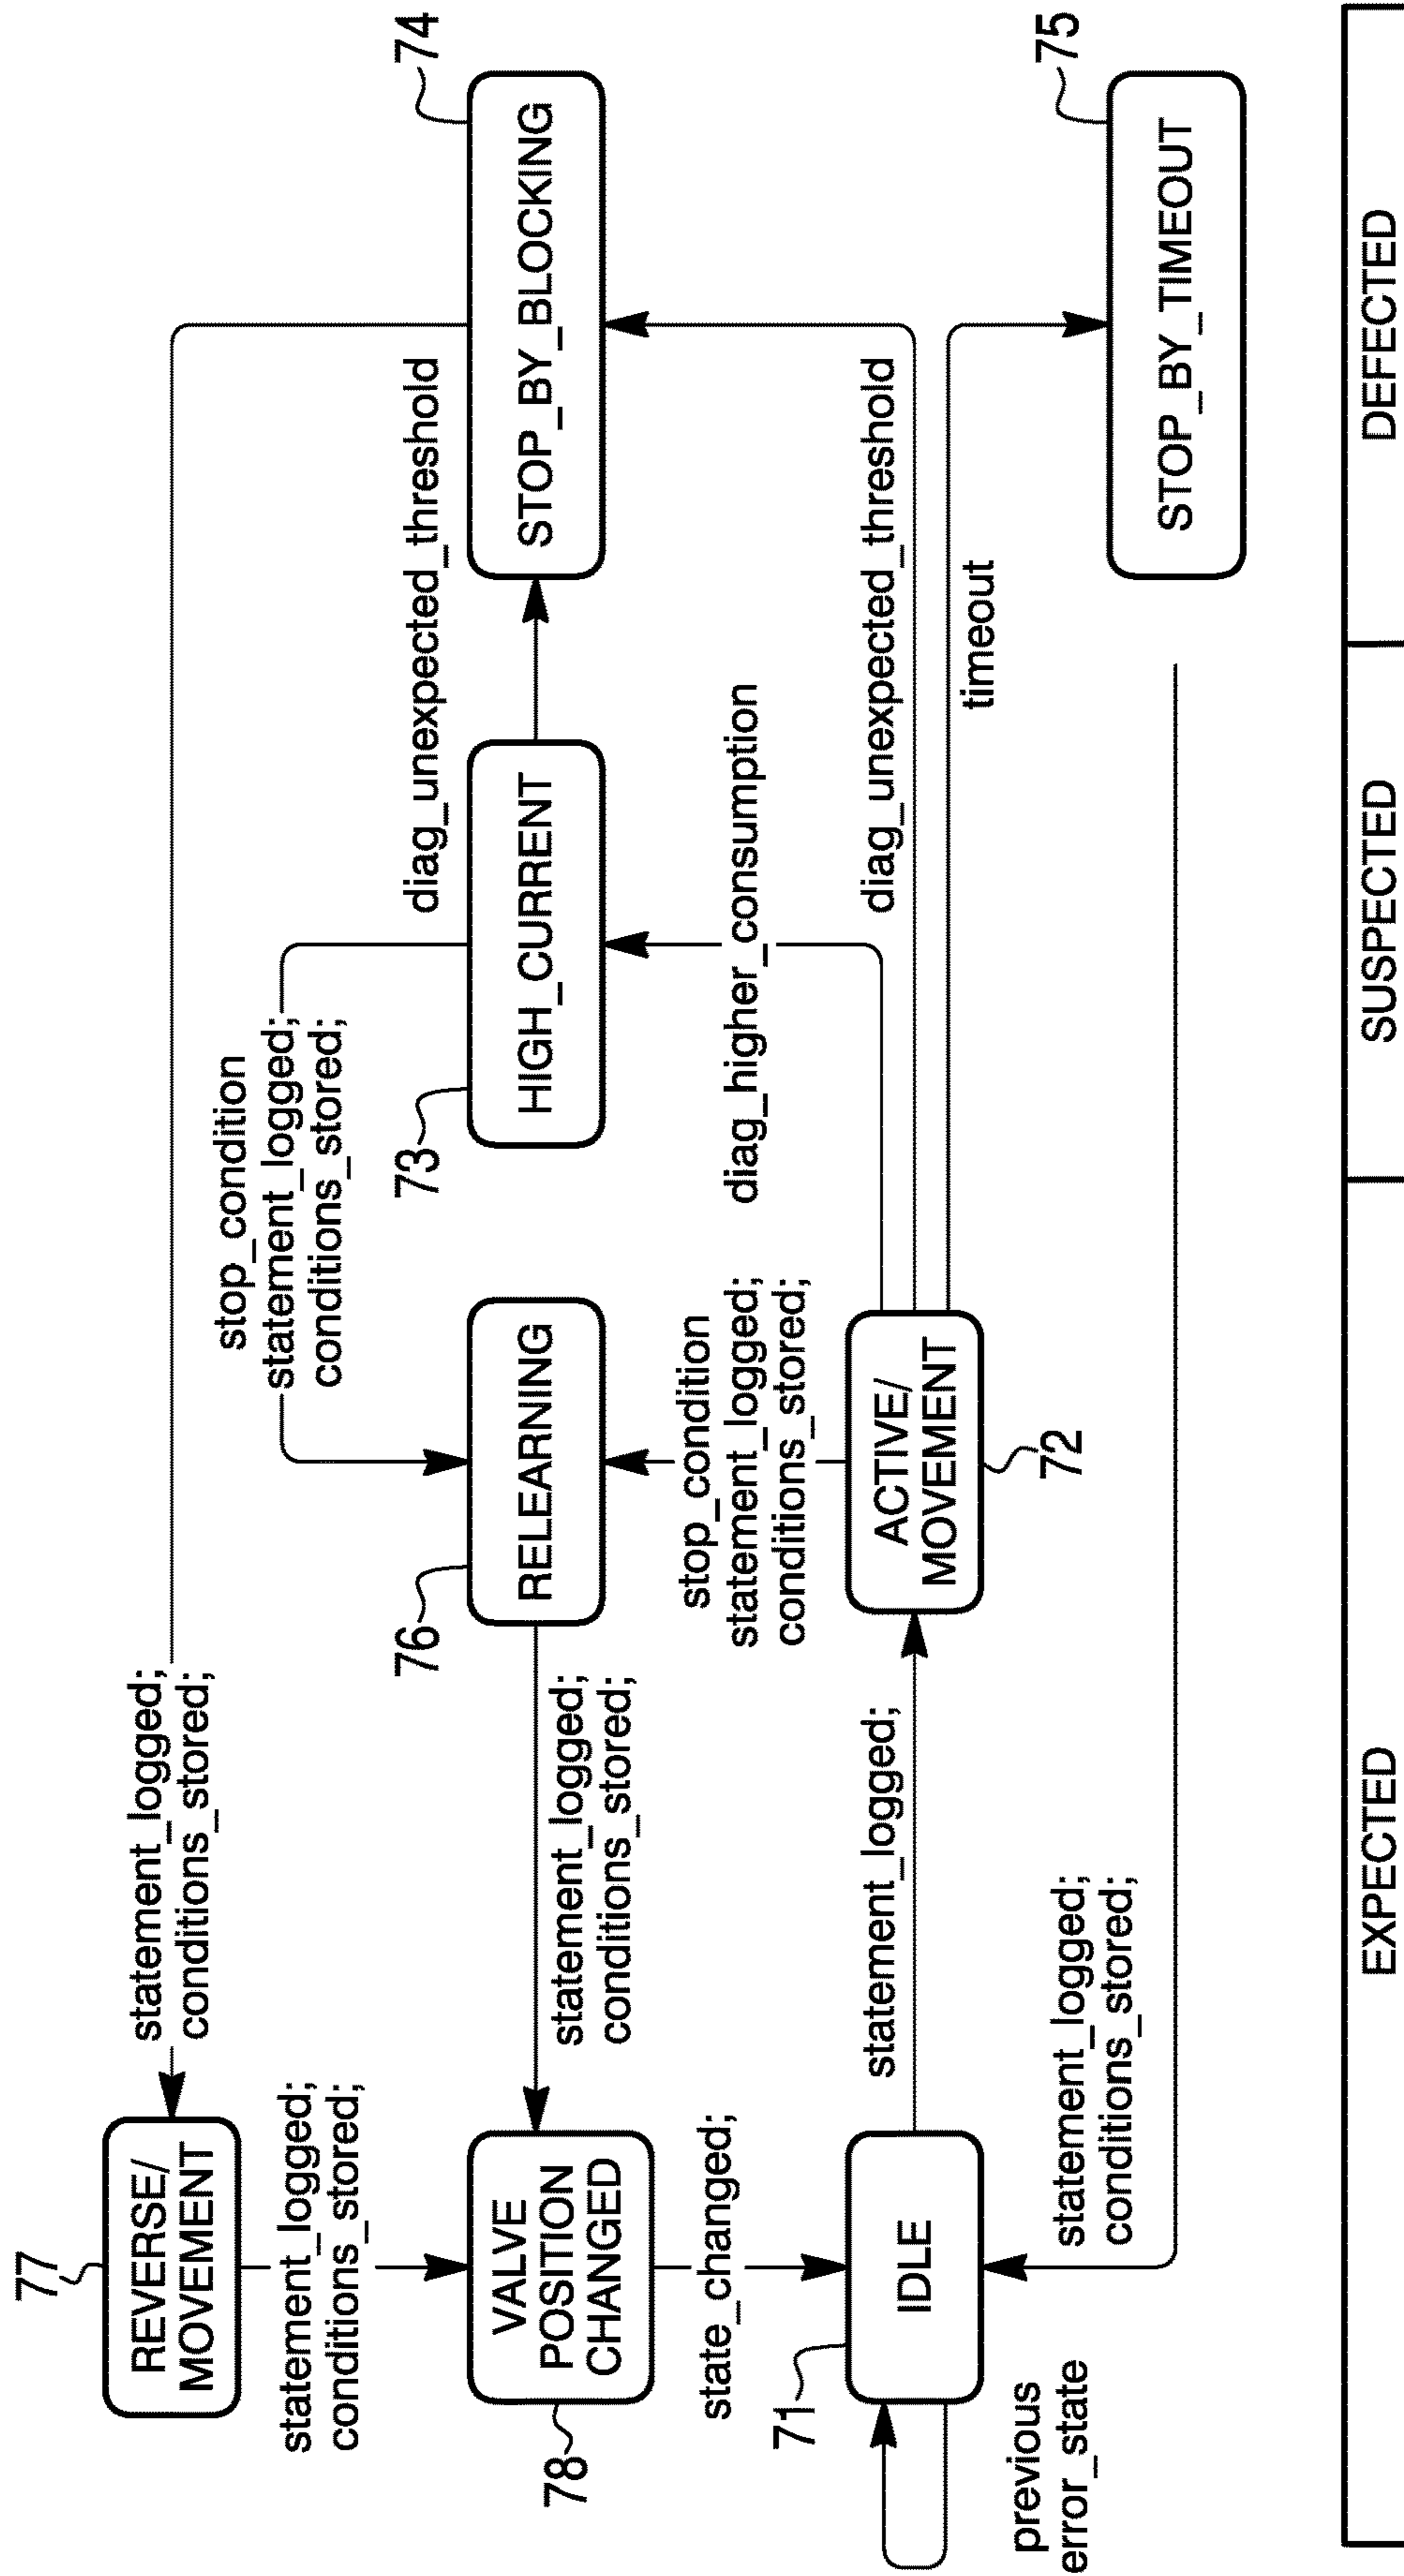 77
REVERSE/
MOVEMENT
statement_logged;
conditions_stored;
statement_logged;
conditions_stored;
78
VALVE
POSITION
CHANGED
statement_logged;
conditions_stored;
76
RELEARNING
stop_condition
statement_logged;
conditions_stored;
73
HIGH_CURRENT
diag_unexpected_threshold
74
STOP_BY_BLOCKING
state_changed;
71
IDLE
previous
error_state
statement_logged;
72
ACTIVE/
MOVEMENT
stop_condition
statement_logged;
conditions_stored;
diag_higher_consumption
diag_unexpected_threshold
timeout
75
STOP_BY_TIMEOUT
statement_logged;
conditions_stored;
EXPECTED
SUSPECTED
DEFECTED